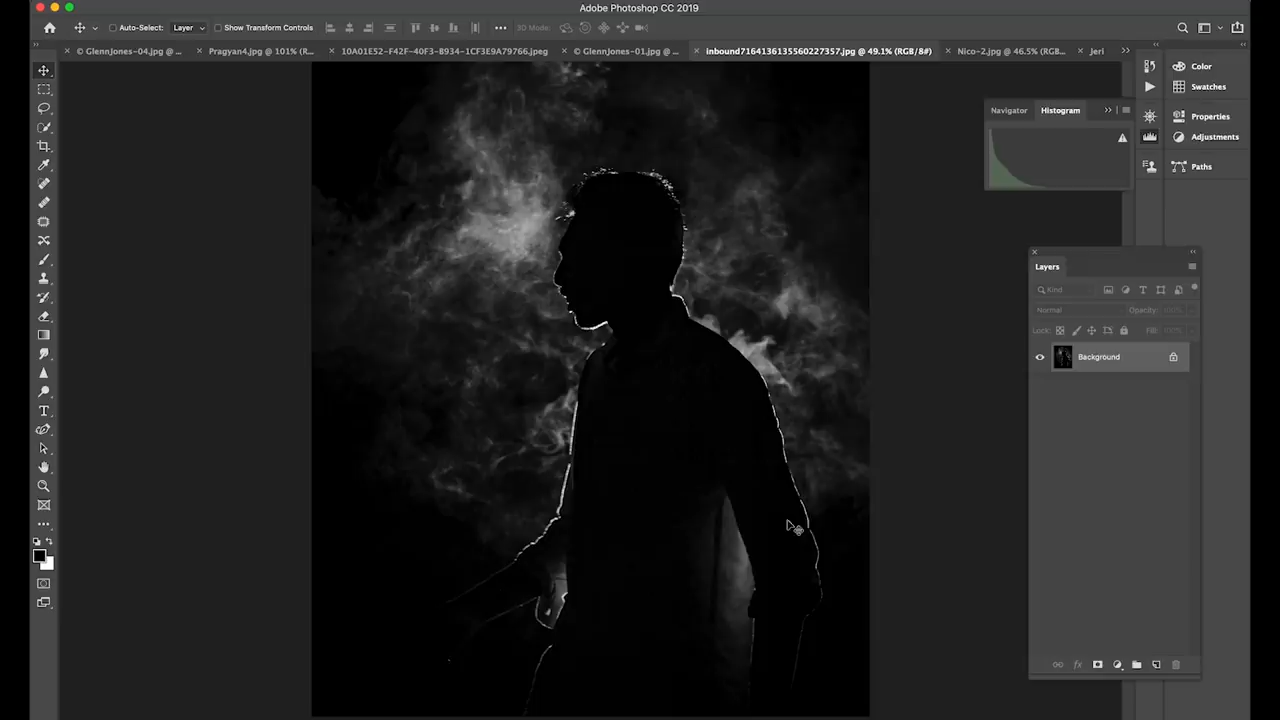 Adobe Photoshop CC 2019
Auto-Select: Layer Show Transform Controls 3D Mode:
× © GlennJones-04.jpg @ ... × Pragyan4.jpg @ 101% (R... × 10A01E52-F42F-40F3-B934-1CF3E9A79766.jpeg × © GlennJones-01.jpg @ ... × inbound7164136135560227357.jpg @ 49.1% (RGB/8#) × Nico-2.jpg @ 46.5% (RGB... × Jeri
Color
Swatches
Navigator Histogram
Properties
Adjustments
Paths
Layers
Kind
Normal Opacity: 100%
Lock: Fill: 100%
Background